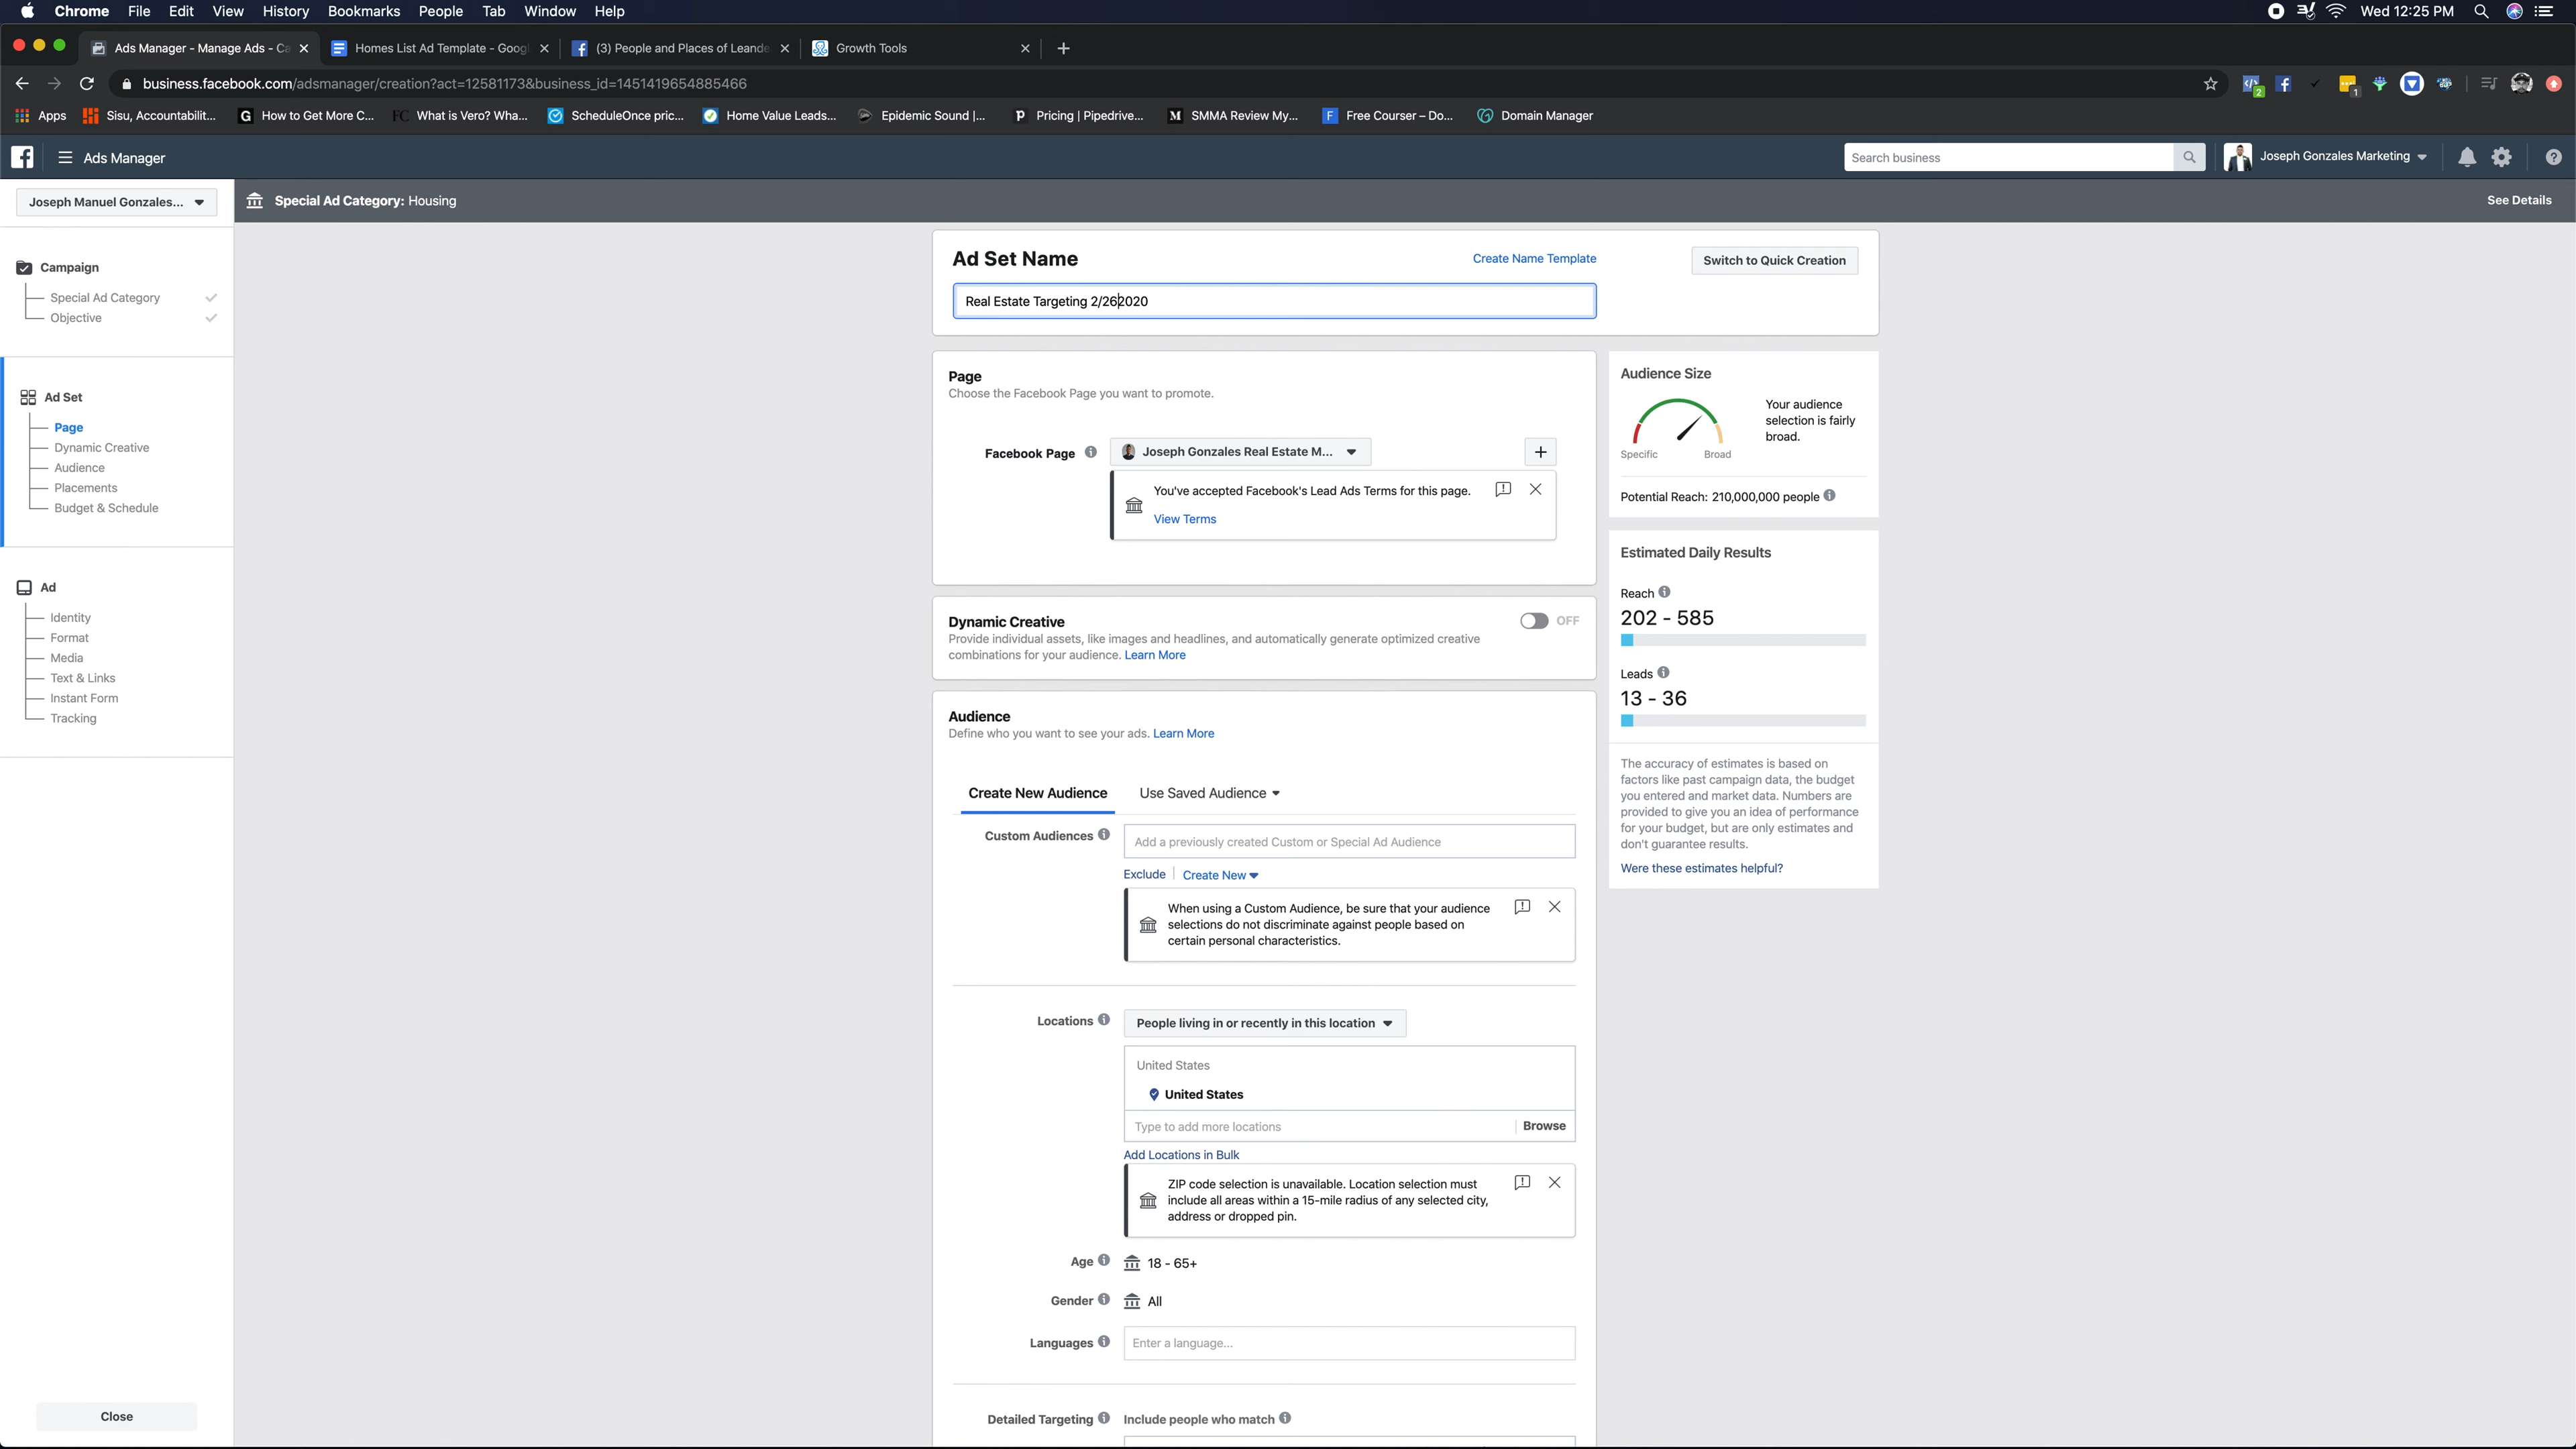 Chrome File Edit View History Bookmarks People Tab Window Help Wed 12:25 PM
Ads Manager - Manage Ads - Ca Homes List Ad Template - Googl (3) People and Places of Leande Growth Tools
business.facebook.com/adsmanager/creation?act=12581173&business_id=1451419654885466
Apps Sisu, Accountabilit... How to Get More C... What is Vero? Wha... ScheduleOnce pric... Home Value Leads... Epidemic Sound |... Pricing | Pipedrive... SMMA Review My... Free Courser – Do... Domain Manager
Ads Manager Search business Joseph Gonzales Marketing
Joseph Manuel Gonzales... Special Ad Category: Housing See Details
Campaign
Special Ad Category
Objective
Ad Set
Page
Dynamic Creative
Audience
Placements
Budget & Schedule
Ad
Identity
Format
Media
Text & Links
Instant Form
Tracking
Close
Ad Set Name Create Name Template Switch to Quick Creation
Real Estate Targeting 2/262020
Page
Choose the Facebook Page you want to promote.
Facebook Page Joseph Gonzales Real Estate M...
You've accepted Facebook's Lead Ads Terms for this page.
View Terms
Dynamic Creative OFF
Provide individual assets, like images and headlines, and automatically generate optimized creative
combinations for your audience. Learn More
Audience
Define who you want to see your ads. Learn More
Create New Audience Use Saved Audience
Custom Audiences Add a previously created Custom or Special Ad Audience
Exclude Create New
When using a Custom Audience, be sure that your audience
selections do not discriminate against people based on
certain personal characteristics.
Locations People living in or recently in this location
United States
United States
Type to add more locations Browse
Add Locations in Bulk
ZIP code selection is unavailable. Location selection must
include all areas within a 15-mile radius of any selected city,
address or dropped pin.
Age 18 - 65+
Gender All
Languages Enter a language...
Detailed Targeting Include people who match
Audience Size
Your audience
selection is fairly
broad.
Specific Broad
Potential Reach: 210,000,000 people
Estimated Daily Results
Reach
202 - 585
Leads
13 - 36
The accuracy of estimates is based on
factors like past campaign data, the budget
you entered and market data. Numbers are
provided to give you an idea of performance
for your budget, but are only estimates and
don't guarantee results.
Were these estimates helpful?